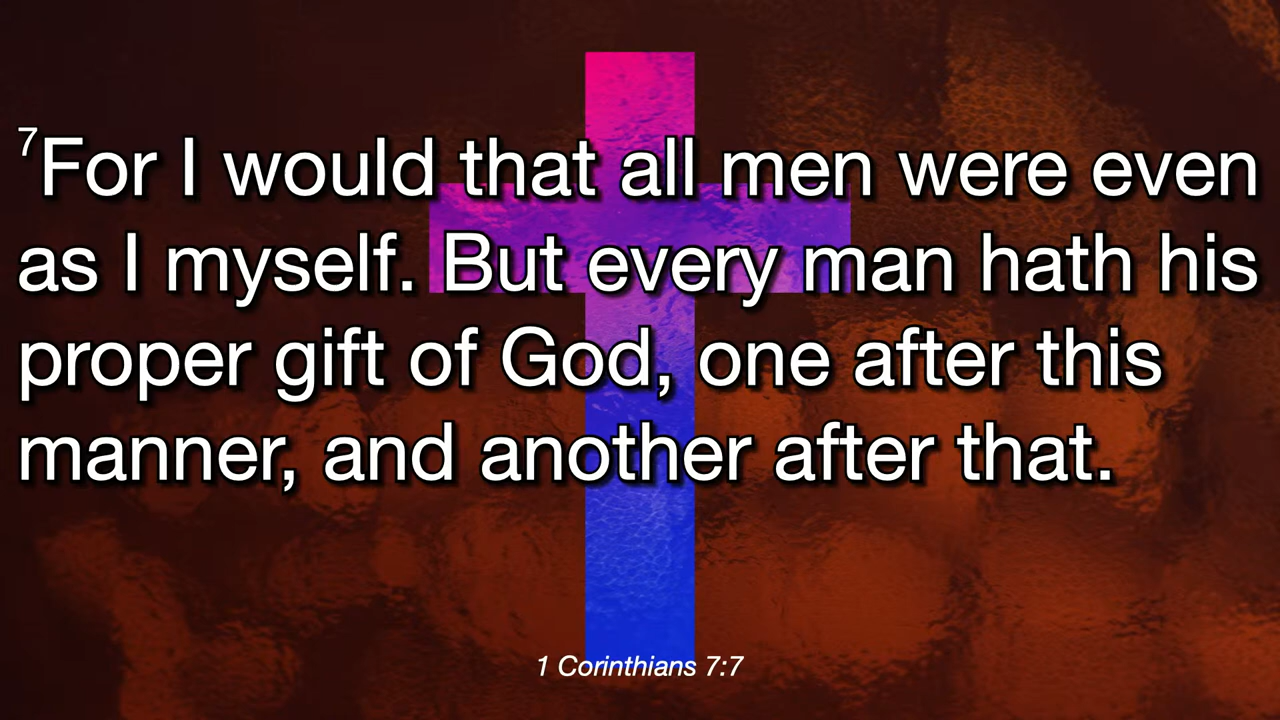 7For I would that all men were even
as I myself. But every man hath his
proper gift of God, one after this
manner, and another after that.
1 Corinthians 7:7